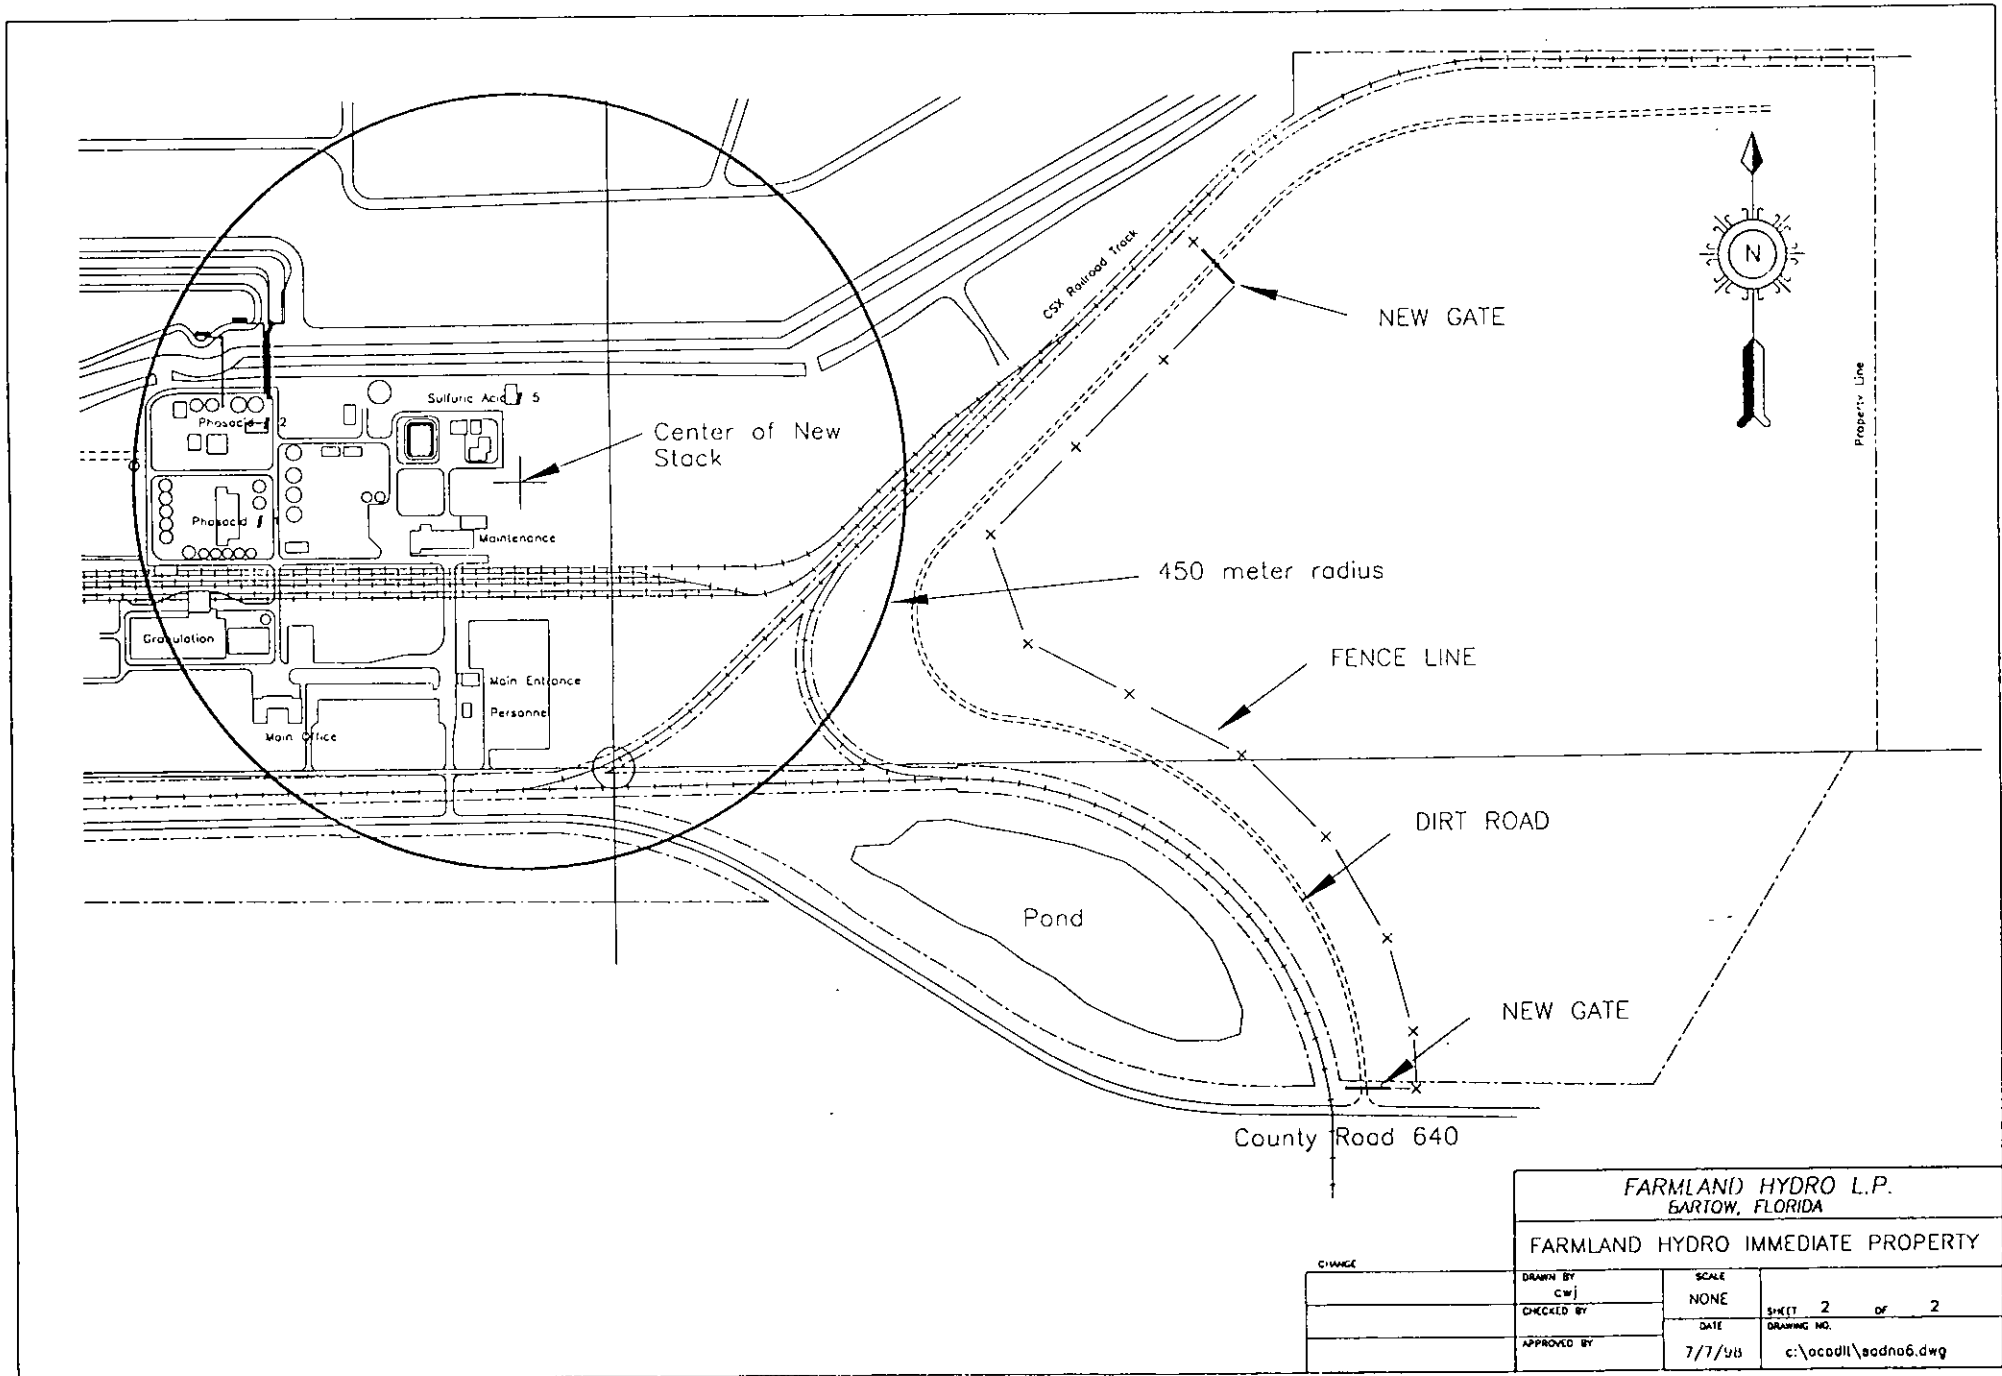 CSX Railroad Track
N
NEW GATE
Property Line
Sulfuric Acid # 5
Phosacid # 2
Center of New
Stack
Phosacid # 1
Maintenance
450 meter radius
Granulation
FENCE LINE
Main Entrance
Personnel
Main Office
DIRT ROAD
Pond
NEW GATE
County Road 640
FARMLAND HYDRO L.P.
BARTOW, FLORIDA
FARMLAND HYDRO IMMEDIATE PROPERTY
CHANGE
DRAWN BY
cwj
SCALE
NONE
SHEET 2 OF 2
CHECKED BY
DATE
DRAWING NO.
APPROVED BY
7/7/98